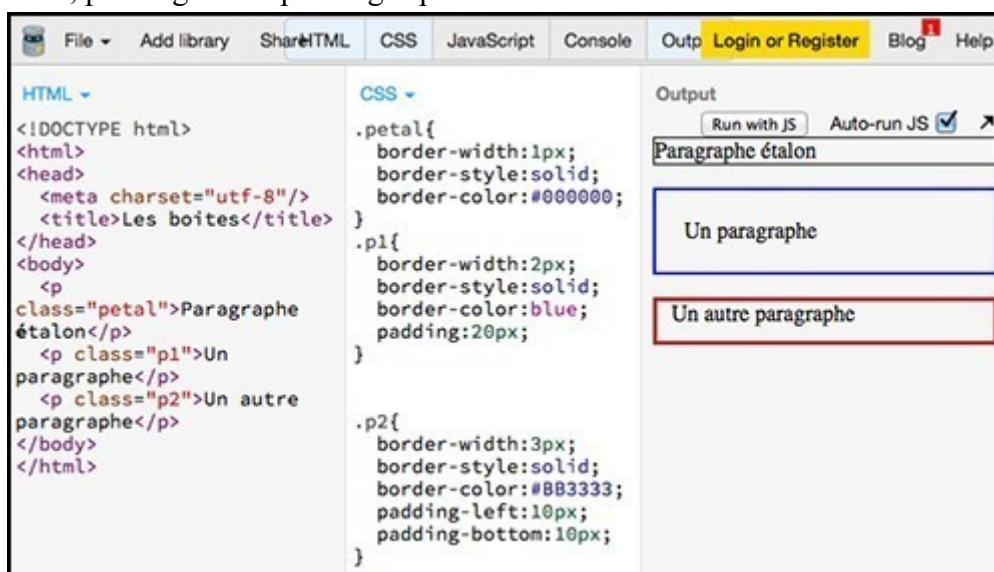 File Add library Share HTML CSS JavaScript Console Outp Login or Register Blog 1 Help
HTML
<!DOCTYPE html>
<html>
<head>
<meta charset="utf-8"/>
<title>Les boites</title>
</head>
<body>
<p
class="petal">Paragraphe
étalon</p>
<p class="p1">Un
paragraphe</p>
<p class="p2">Un autre
paragraphe</p>
</body>
</html>
CSS
.petal{
border-width:1px;
border-style:solid;
border-color:#000000;
}
.p1{
border-width:2px;
border-style:solid;
border-color:blue;
padding:20px;
}
.p2{
border-width:3px;
border-style:solid;
border-color:#BB3333;
padding-left:10px;
padding-bottom:10px;
}
Output
Run with JS Auto-run JS
Paragraphe étalon
Un paragraphe
Un autre paragraphe